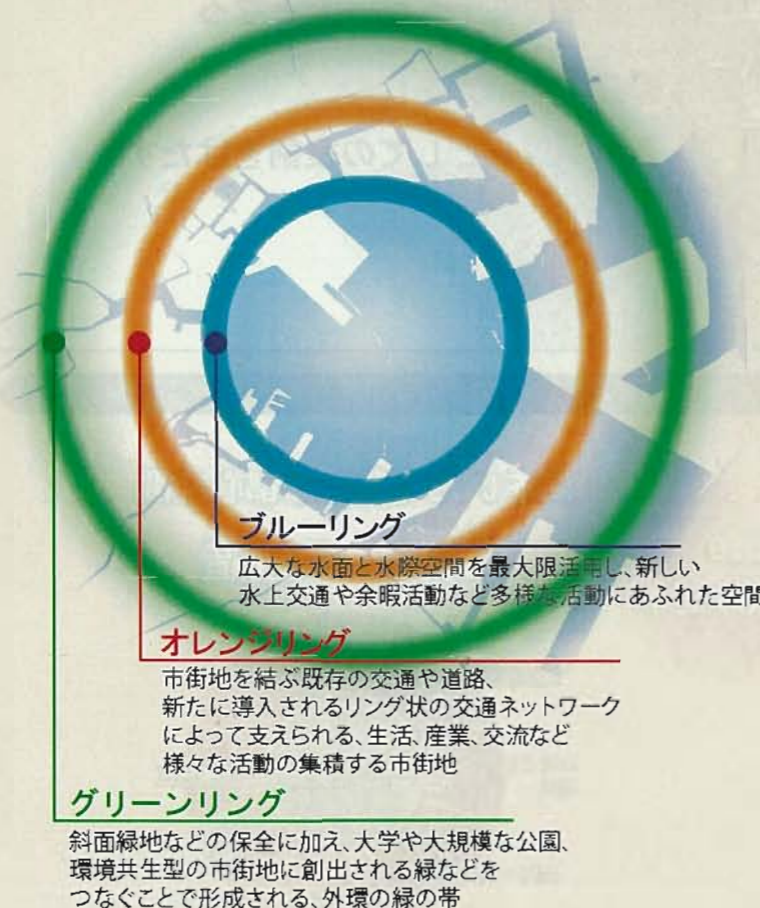 ブルーリング
広大な水面と水際空間を最大限活用し、新しい
水上交通や余暇活動など多様な活動にあふれた空間
オレンジリング
市街地を結ぶ既存の交通や道路、
新たに導入されるリング状の交通ネットワーク
によって支えられる、生活、産業、交流など
様々な活動の集積する市街地
グリーンリング
斜面緑地などの保全に加え、大学や大規模な公園、
環境共生型の市街地に創出される緑などを
つなぐことで形成される、外環の緑の帯